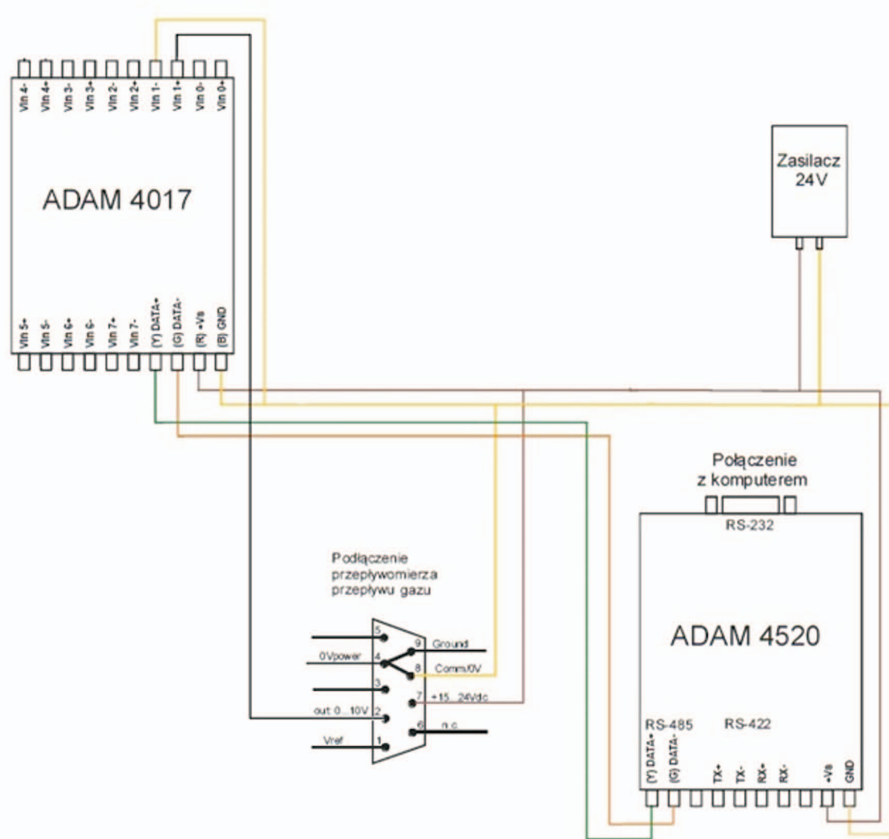 Vin 4-
Vin 4+
Vin 3-
Vin 3+
Vin 2-
Vin 2+
Vin 1-
Vin 1+
Vin 0-
Vin 0+
ADAM 4017
Vin 5+
Vin 5-
Vin 6+
Vin 6-
Vin 7+
Vin 7-
(Y) DATA+
(G) DATA-
(R) +Vs
(B) GND
Zasilacz
24V
Połączenie
z komputerem
RS-232
ADAM 4520
RS-485
RS-422
(Y) DATA+
(G) DATA-
TX+
TX-
RX+
RX-
+Vs
GND
Podłączenie
przepływomierza
przepływu gazu
5
9
Ground
0Vpower
4
8
Comm/0V
3
7
+15...24Vdc
out: 0...10V
2
6
n.c.
Vref
1